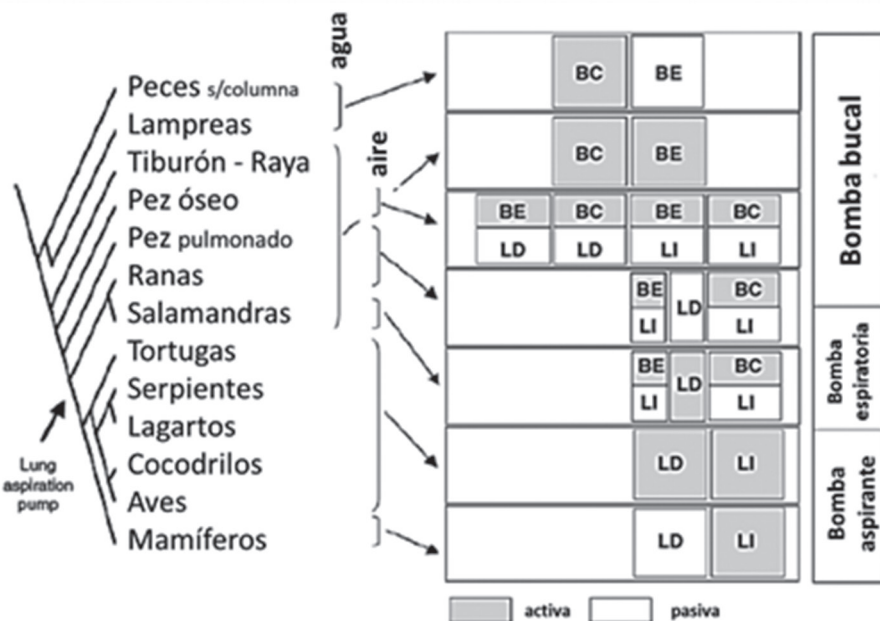 agua
aire
Peces s/columna
Lampreas
Tiburón - Raya
Pez óseo
Pez pulmonado
Ranas
Salamandras
Tortugas
Serpientes
Lagartos
Cocodrilos
Aves
Mamíferos
Lung
aspiration
pump
BC BE
BC BE
BE BC BE BC
LD LD LI LI
BE LD BC
LI LI
BE LD BC
LI LI
LD LI
LD LI
Bomba bucal
Bomba
espiratoria
Bomba
aspirante
activa pasiva